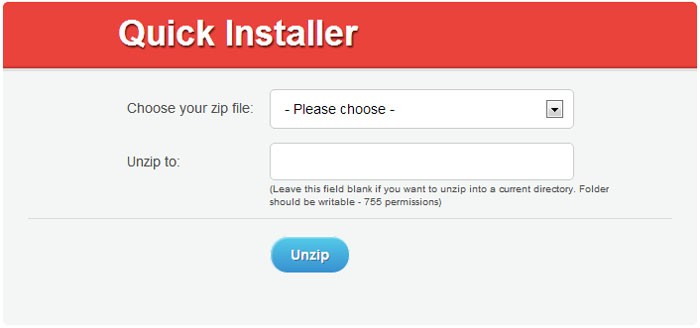 Quick Installer
Choose your zip file:
- Please choose -
Unzip to:
(Leave this field blank if you want to unzip into a current directory. Folder
should be writable - 755 permissions)
Unzip